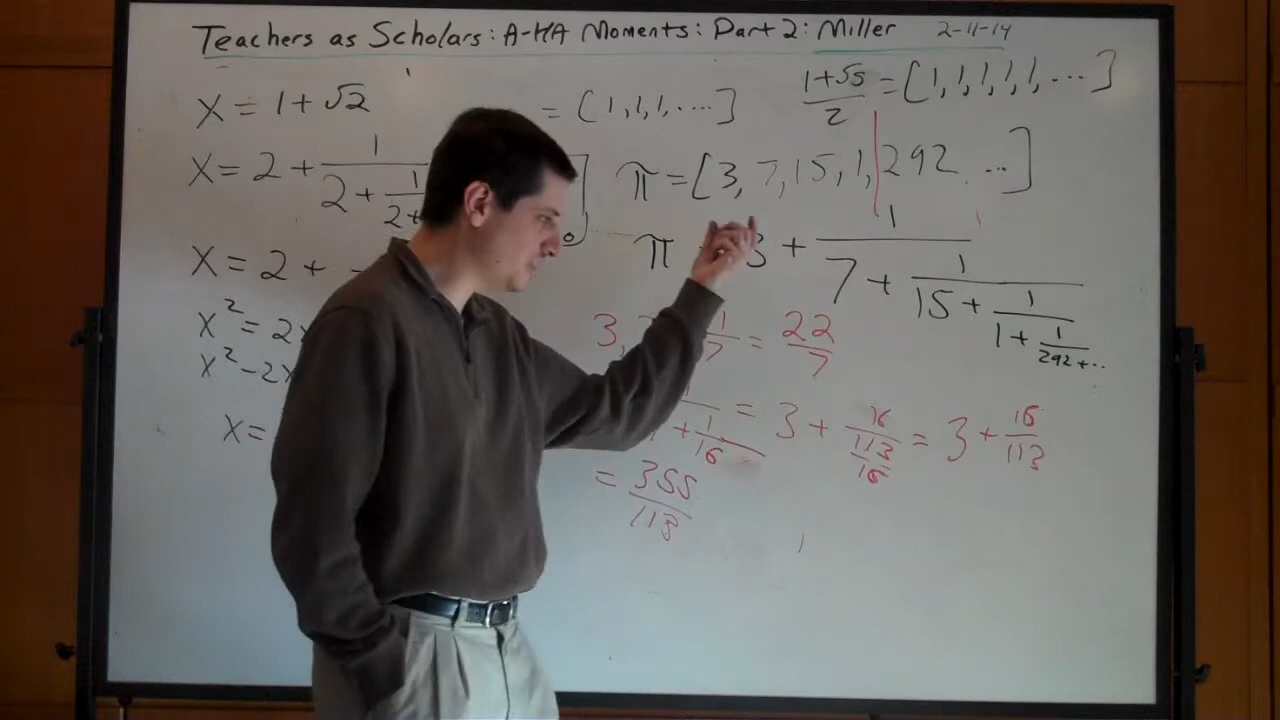 Teachers as Scholars: A-HA Moments: Part 2: Miller 2-11-14
x = 1 + √2
= [1,1,1,....]
(1+√5)/2 = [1,1,1,1,1,...]
x = 2 + 1/(2 + 1/(2+
]
π = [3,7,15,1,292...]
x = 2 +
π 3 + 1/(7 + 1/(15 + 1/(1 + 1/(292+...
x² = 2x
3, 1/7 = 22/7
x² - 2x
x =
+ 1/16 = 3 + 16/(113/16) = 3 + 16/113
= 355/113